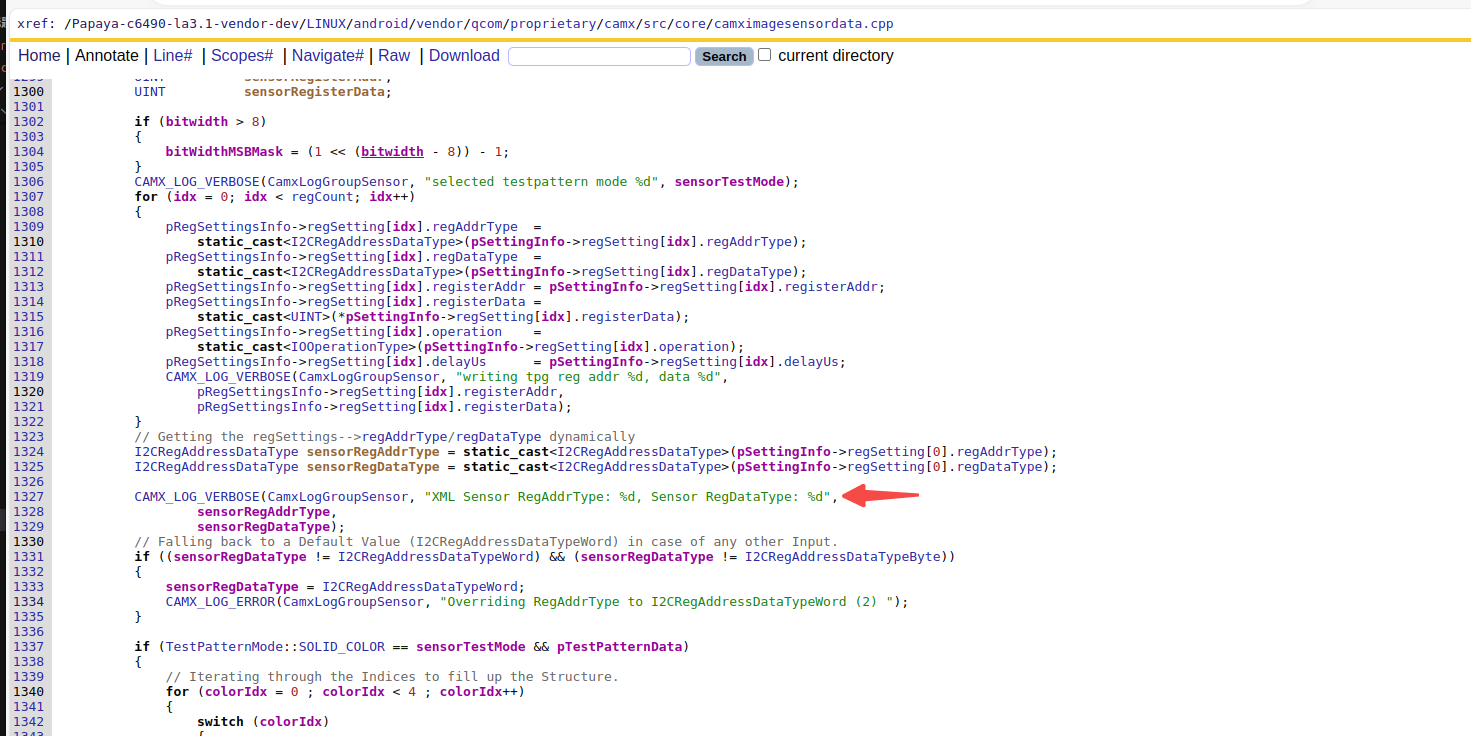 xref: /Papaya-c6490-la3.1-vendor-dev/LINUX/android/vendor/qcom/proprietary/camx/src/core/camximagesensordata.cpp
Home | Annotate | Line# | Scopes# | Navigate# | Raw | Download Search current directory
1299 UINT sensorRegisterAddr;
1300 UINT sensorRegisterData;
1301
1302 if (bitwidth > 8)
1303 {
1304 bitWidthMSBMask = (1 << (bitwidth - 8)) - 1;
1305 }
1306 CAMX_LOG_VERBOSE(CamxLogGroupSensor, "selected testpattern mode %d", sensorTestMode);
1307 for (idx = 0; idx < regCount; idx++)
1308 {
1309 pRegSettingsInfo->regSetting[idx].regAddrType =
1310 static_cast<I2CRegAddressDataType>(pSettingInfo->regSetting[idx].regAddrType);
1311 pRegSettingsInfo->regSetting[idx].regDataType =
1312 static_cast<I2CRegAddressDataType>(pSettingInfo->regSetting[idx].regDataType);
1313 pRegSettingsInfo->regSetting[idx].registerAddr = pSettingInfo->regSetting[idx].registerAddr;
1314 pRegSettingsInfo->regSetting[idx].registerData =
1315 static_cast<UINT>(*pSettingInfo->regSetting[idx].registerData);
1316 pRegSettingsInfo->regSetting[idx].operation =
1317 static_cast<IOOperationType>(pSettingInfo->regSetting[idx].operation);
1318 pRegSettingsInfo->regSetting[idx].delayUs = pSettingInfo->regSetting[idx].delayUs;
1319 CAMX_LOG_VERBOSE(CamxLogGroupSensor, "writing tpg reg addr %d, data %d",
1320 pRegSettingsInfo->regSetting[idx].registerAddr,
1321 pRegSettingsInfo->regSetting[idx].registerData);
1322 }
1323 // Getting the regSettings-->regAddrType/regDataType dynamically
1324 I2CRegAddressDataType sensorRegAddrType = static_cast<I2CRegAddressDataType>(pSettingInfo->regSetting[0].regAddrType);
1325 I2CRegAddressDataType sensorRegDataType = static_cast<I2CRegAddressDataType>(pSettingInfo->regSetting[0].regDataType);
1326
1327 CAMX_LOG_VERBOSE(CamxLogGroupSensor, "XML Sensor RegAddrType: %d, Sensor RegDataType: %d",
1328 sensorRegAddrType,
1329 sensorRegDataType);
1330 // Falling back to a Default Value (I2CRegAddressDataTypeWord) in case of any other Input.
1331 if ((sensorRegDataType != I2CRegAddressDataTypeWord) && (sensorRegDataType != I2CRegAddressDataTypeByte))
1332 {
1333 sensorRegDataType = I2CRegAddressDataTypeWord;
1334 CAMX_LOG_ERROR(CamxLogGroupSensor, "Overriding RegAddrType to I2CRegAddressDataTypeWord (2) ");
1335 }
1336
1337 if (TestPatternMode::SOLID_COLOR == sensorTestMode && pTestPatternData)
1338 {
1339 // Iterating through the Indices to fill up the Structure.
1340 for (colorIdx = 0 ; colorIdx < 4 ; colorIdx++)
1341 {
1342 switch (colorIdx)
1343 {